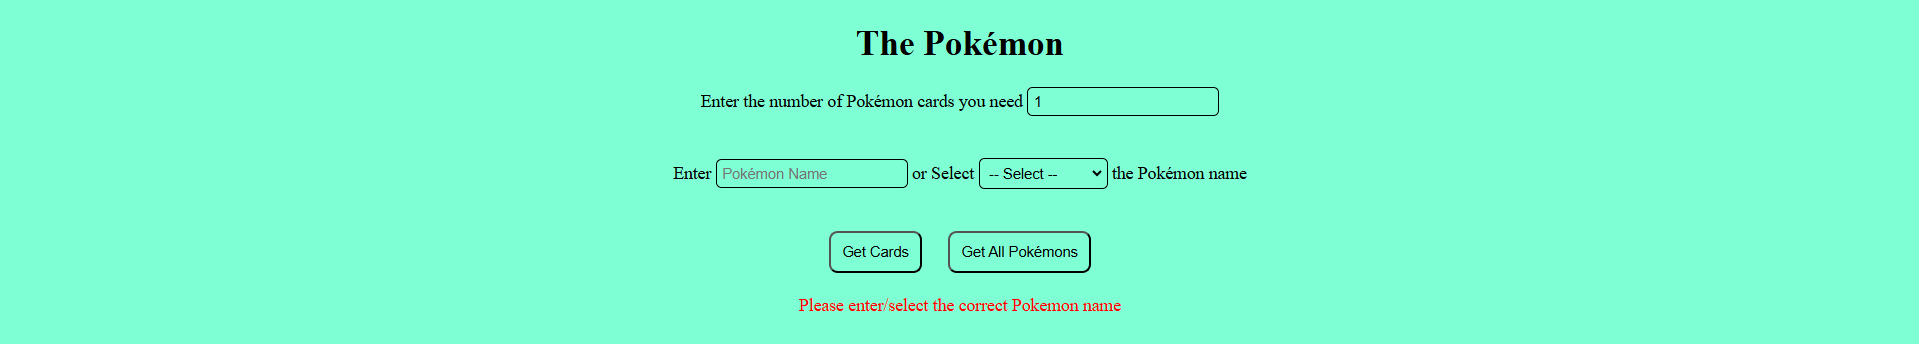 The Pokémon
Enter the number of Pokémon cards you need 1
Enter Pokémon Name or Select -- Select -- the Pokémon name
Get Cards Get All Pokémons
Please enter/select the correct Pokemon name